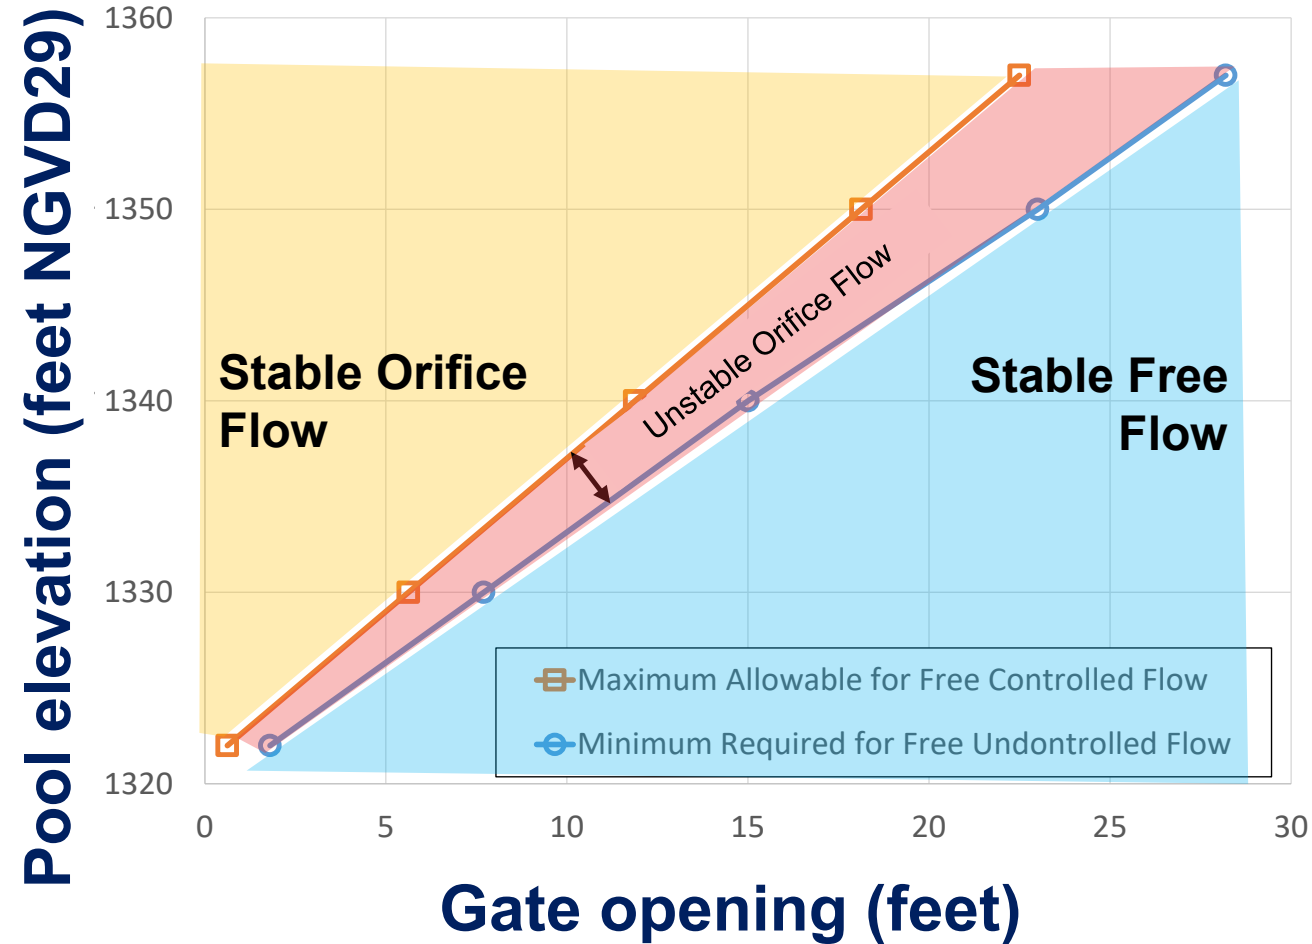 Pool elevation (feet NGVD29)
1360
1350
1340
1330
1320
Stable Orifice
Flow
Unstable Orifice Flow
Stable Free
Flow
Maximum Allowable for Free Controlled Flow
Minimum Required for Free Undontrolled Flow
0
5
10
15
20
25
30
Gate opening (feet)